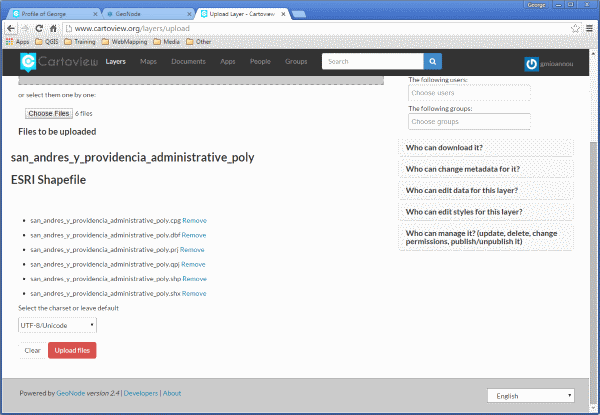 George
Profile of George
GeoNode
Upload Layer - Cartoview
www.cartoview.org/layers/upload
Apps QGIS Training WebMapping Media Other
Cartoview Layers Maps Documents Apps People Groups Search gnioannou
The following users:
Choose users
The following groups:
Choose groups
or select them one by one:
Choose Files 6 files
Files to be uploaded
san_andres_y_providencia_administrative_poly
ESRI Shapefile
san_andres_y_providencia_administrative_poly.cpg Remove
san_andres_y_providencia_administrative_poly.dbf Remove
san_andres_y_providencia_administrative_poly.prj Remove
san_andres_y_providencia_administrative_poly.qpj Remove
san_andres_y_providencia_administrative_poly.shp Remove
san_andres_y_providencia_administrative_poly.shx Remove
Select the charset or leave default
UTF-8/Unicode
Clear Upload files
Who can download it?
Who can change metadata for it?
Who can edit data for this layer?
Who can edit styles for this layer?
Who can manage it? (update, delete, change
permissions, publish/unpublish it)
Powered by GeoNode version 2.4 | Developers | About
English